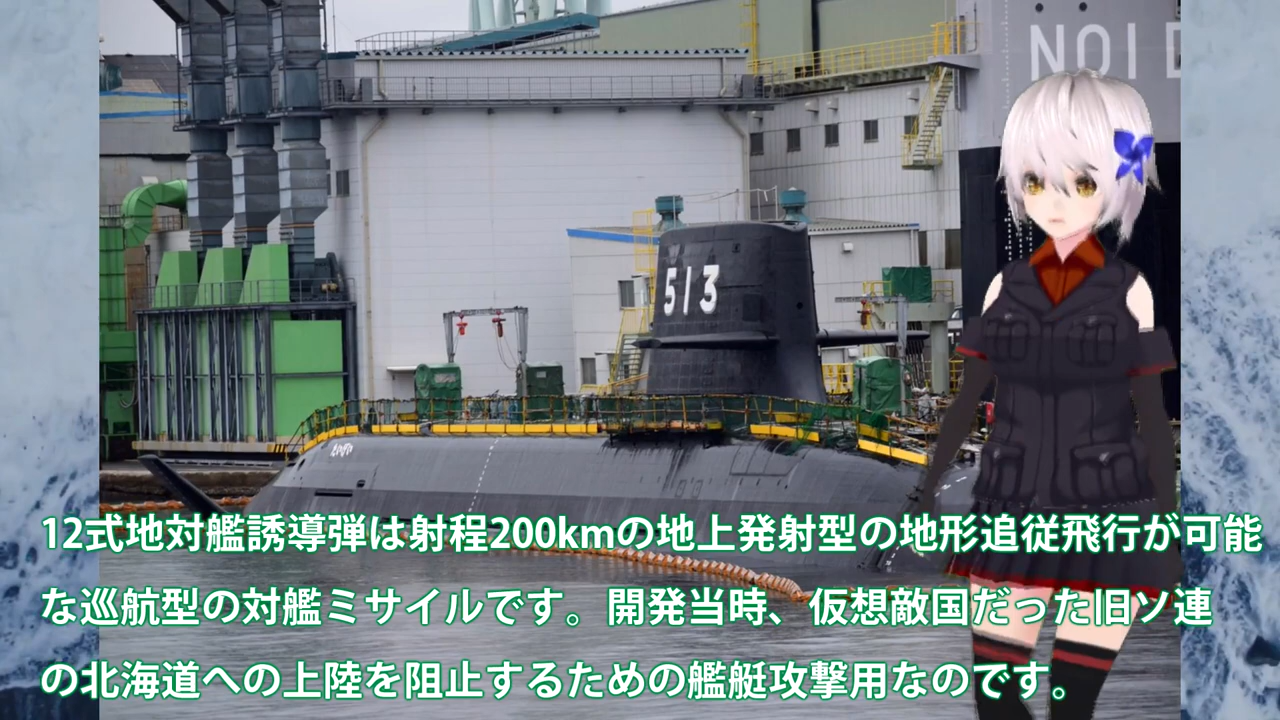 NOI D
513
たいげい
12式地対艦誘導弾は射程200kmの地上発射型の地形追従飛行が可能
な巡航型の対艦ミサイルです。開発当時、仮想敵国だった旧ソ連
の北海道への上陸を阻止するための艦艇攻撃用なのです。